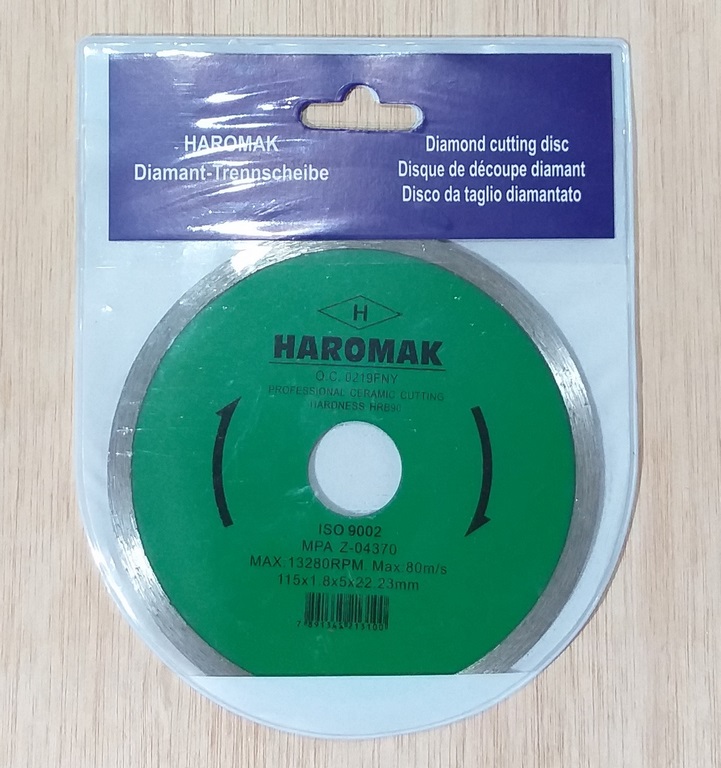 HAROMAK
Diamant-Trennscheibe
Diamond cutting disc
Disque de découpe diamant
Disco da taglio diamantato
H
HAROMAK
Q.C. 0219FNY
PROFESSIONAL CERAMIC CUTTING
HARDNESS HRB90
ISO 9002
MPA Z-04370
MAX:13280RPM Max:80m/s
115x1.8x5x22.23mm